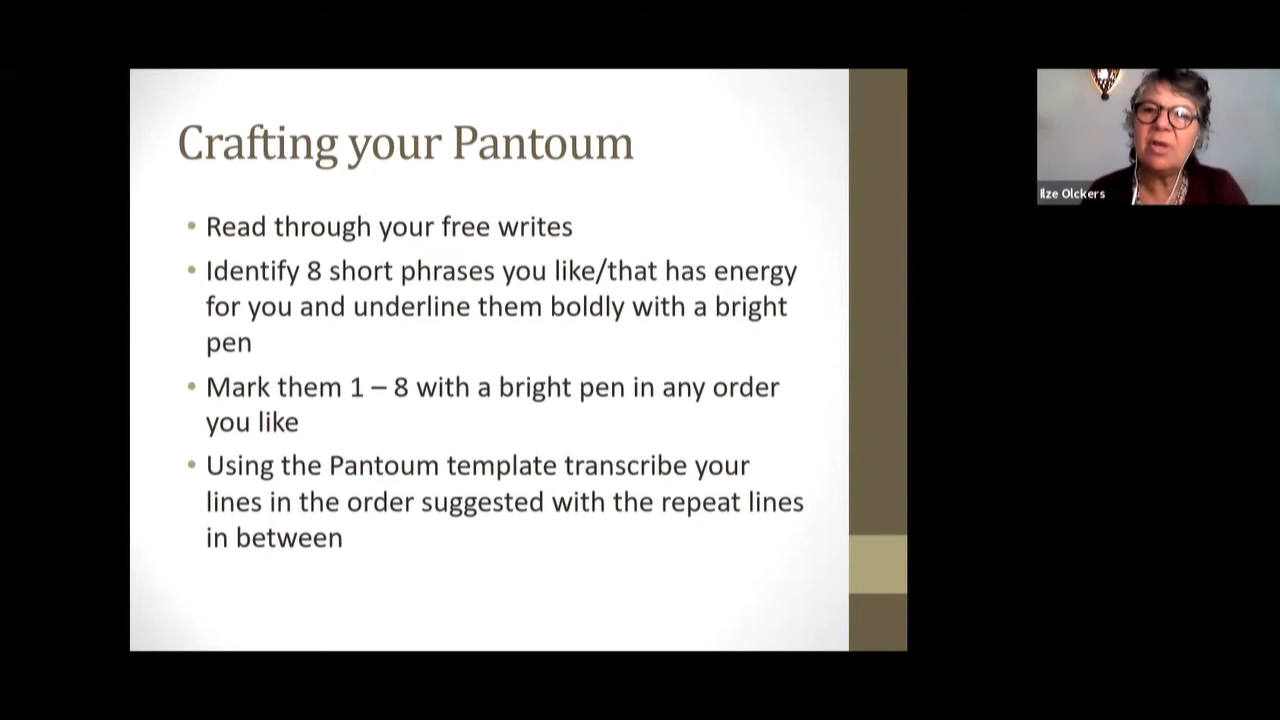 Crafting your Pantoum
• Read through your free writes
• Identify 8 short phrases you like/that has energy
for you and underline them boldly with a bright
pen
• Mark them 1 – 8 with a bright pen in any order
you like
• Using the Pantoum template transcribe your
lines in the order suggested with the repeat lines
in between
Ilze Olckers